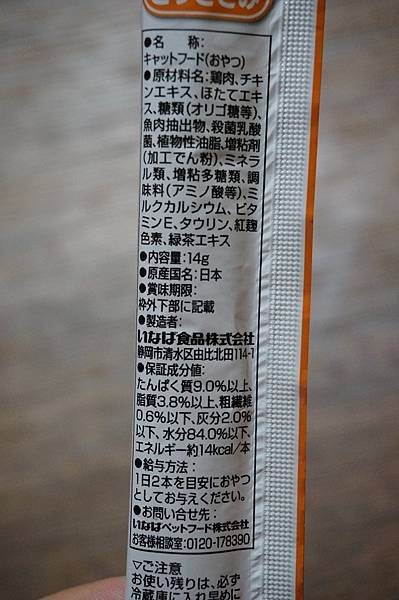 とりささみ
●名　称:
キャットフード(おやつ)
●原材料名:鶏肉、チキ
ンエキス、ほたてエキ
ス、糖類(オリゴ糖等)、
魚肉抽出物、殺菌乳酸
菌、植物性油脂、増粘剤
(加工でん粉)、ミネラ
ル類、増粘多糖類、調
味料(アミノ酸等)、ミ
ルクカルシウム、ビタ
ミンE、タウリン、紅麹
色素、緑茶エキス
●内容量:14g
●原産国名:日本
●賞味期限:
枠外下部に記載
●製造者:
いなば食品株式会社
静岡市清水区由比北田114-1
●保証成分値:
たんぱく質9.0%以上、
脂質3.8%以上、粗繊維
0.6%以下、灰分2.0%
以下、水分84.0%以下、
エネルギー約14kcal/本
●給与方法:
1日2本を目安におやつ
としてお与えください。
●お問い合せ先:
いなばペットフード株式会社
お客様相談室:0120-178390
▽ご注意
お使い残りは、必ず
冷蔵庫に入れ早めに